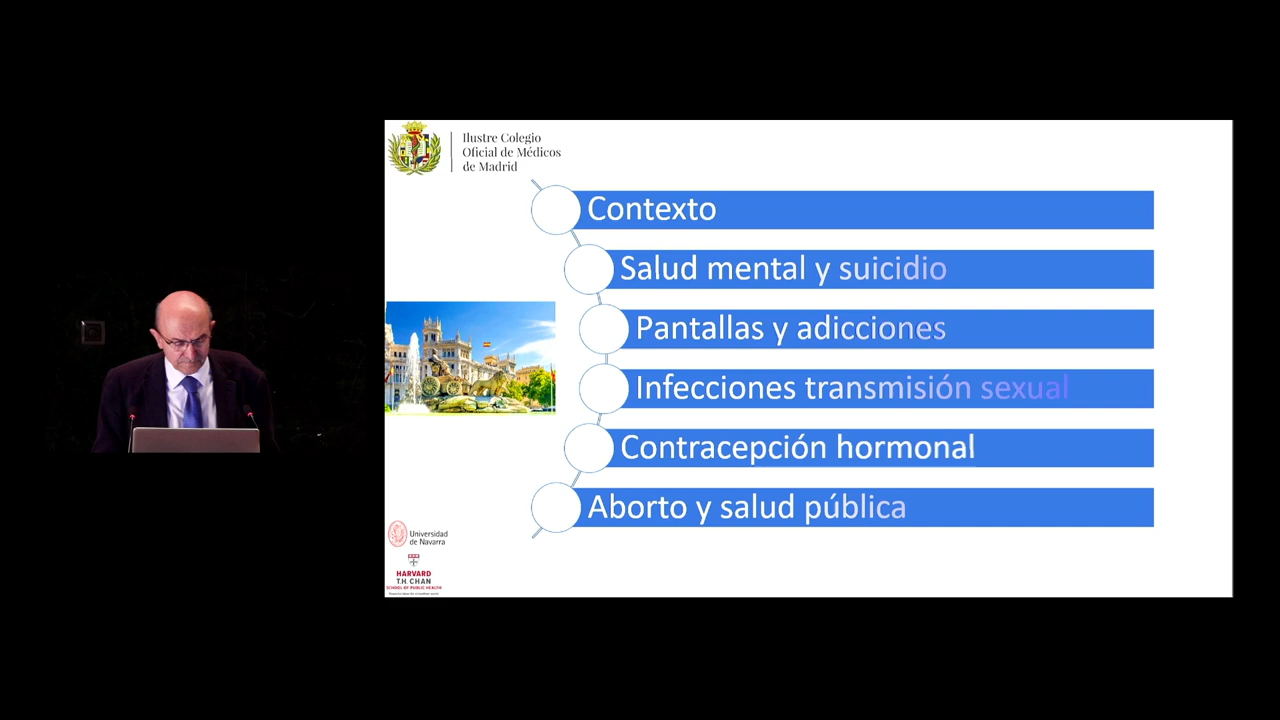 Ilustre Colegio
Oficial de Médicos
de Madrid
Contexto
Salud mental y suicidio
Pantallas y adicciones
Infecciones transmisión sexual
Contracepción hormonal
Aborto y salud pública
Universidad
de Navarra
HARVARD
T.H. CHAN
SCHOOL OF PUBLIC HEALTH